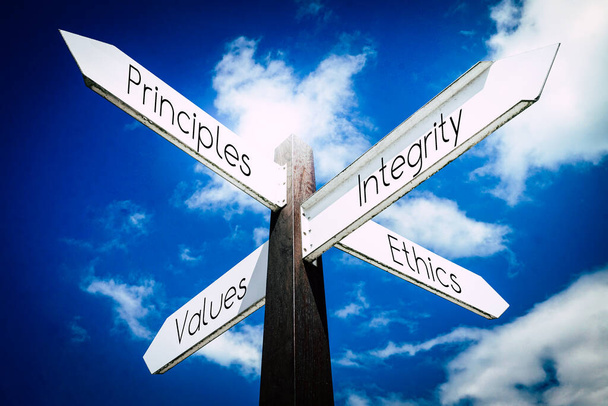 Principles
Integrity
Values
Ethics